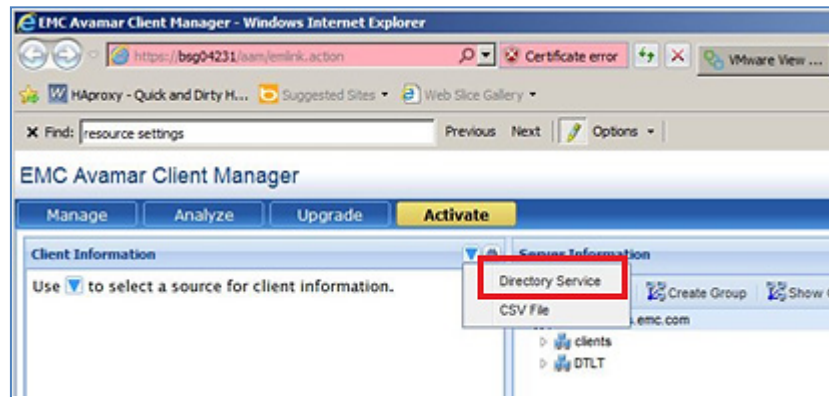 EMC Avamar Client Manager - Windows Internet Explorer
https://bsg04231/aam/emlink.action Certificate error VMware View ...
HAproxy - Quick and Dirty H... Suggested Sites Web Slice Gallery
X Find: resource settings Previous Next Options
EMC Avamar Client Manager
Manage Analyze Upgrade Activate
Client Information Server Information
Use to select a source for client information.
Directory Service
Create Group Show
CSV File
.emc.com
clients
DTLT